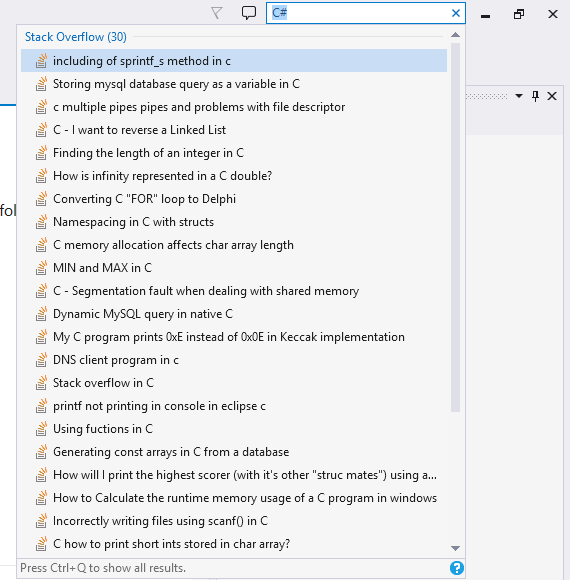 C#
Stack Overflow (30)
including of sprintf_s method in c
Storing mysql database query as a variable in C
c multiple pipes pipes and problems with file descriptor
C - I want to reverse a Linked List
Finding the length of an integer in C
How is infinity represented in a C double?
Converting C "FOR" loop to Delphi
fol
Namespacing in C with structs
C memory allocation affects char array length
MIN and MAX in C
C - Segmentation fault when dealing with shared memory
Dynamic MySQL query in native C
My C program prints 0xE instead of 0x0E in Keccak implementation
DNS client program in c
Stack overflow in C
printf not printing in console in eclipse c
Using fuctions in C
Generating const arrays in C from a database
How will I print the highest scorer (with it's other "struc mates") using a...
How to Calculate the runtime memory usage of a C program in windows
Incorrectly writing files using scanf() in C
C how to print short ints stored in char array?
Press Ctrl+Q to show all results.